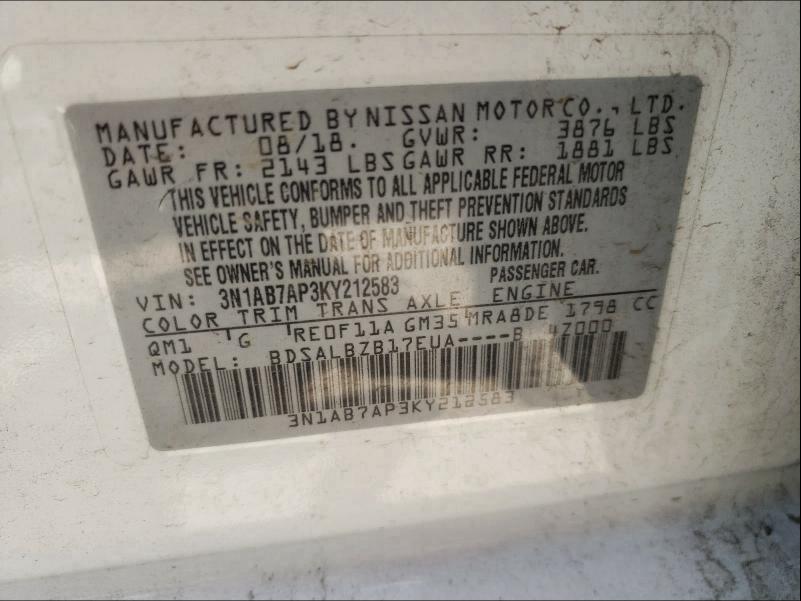 MANUFACTURED BY NISSAN MOTOR CO., LTD.
DATE: 08/18. GVWR: 3876 LBS
GAWR FR: 2143 LBS GAWR RR: 1881 LBS
THIS VEHICLE CONFORMS TO ALL APPLICABLE FEDERAL MOTOR
VEHICLE SAFETY, BUMPER AND THEFT PREVENTION STANDARDS
IN EFFECT ON THE DATE OF MANUFACTURE SHOWN ABOVE.
SEE OWNER'S MANUAL FOR ADDITIONAL INFORMATION.
VIN: 3N1AB7AP3KY212583 PASSENGER CAR.
COLOR TRIM TRANS AXLE ENGINE
QM1 G RE0F11A GM35 MRA8DE 1798 CC
MODEL: BDSALBZB17EUA----B 4Z000
3N1AB7AP3KY212583